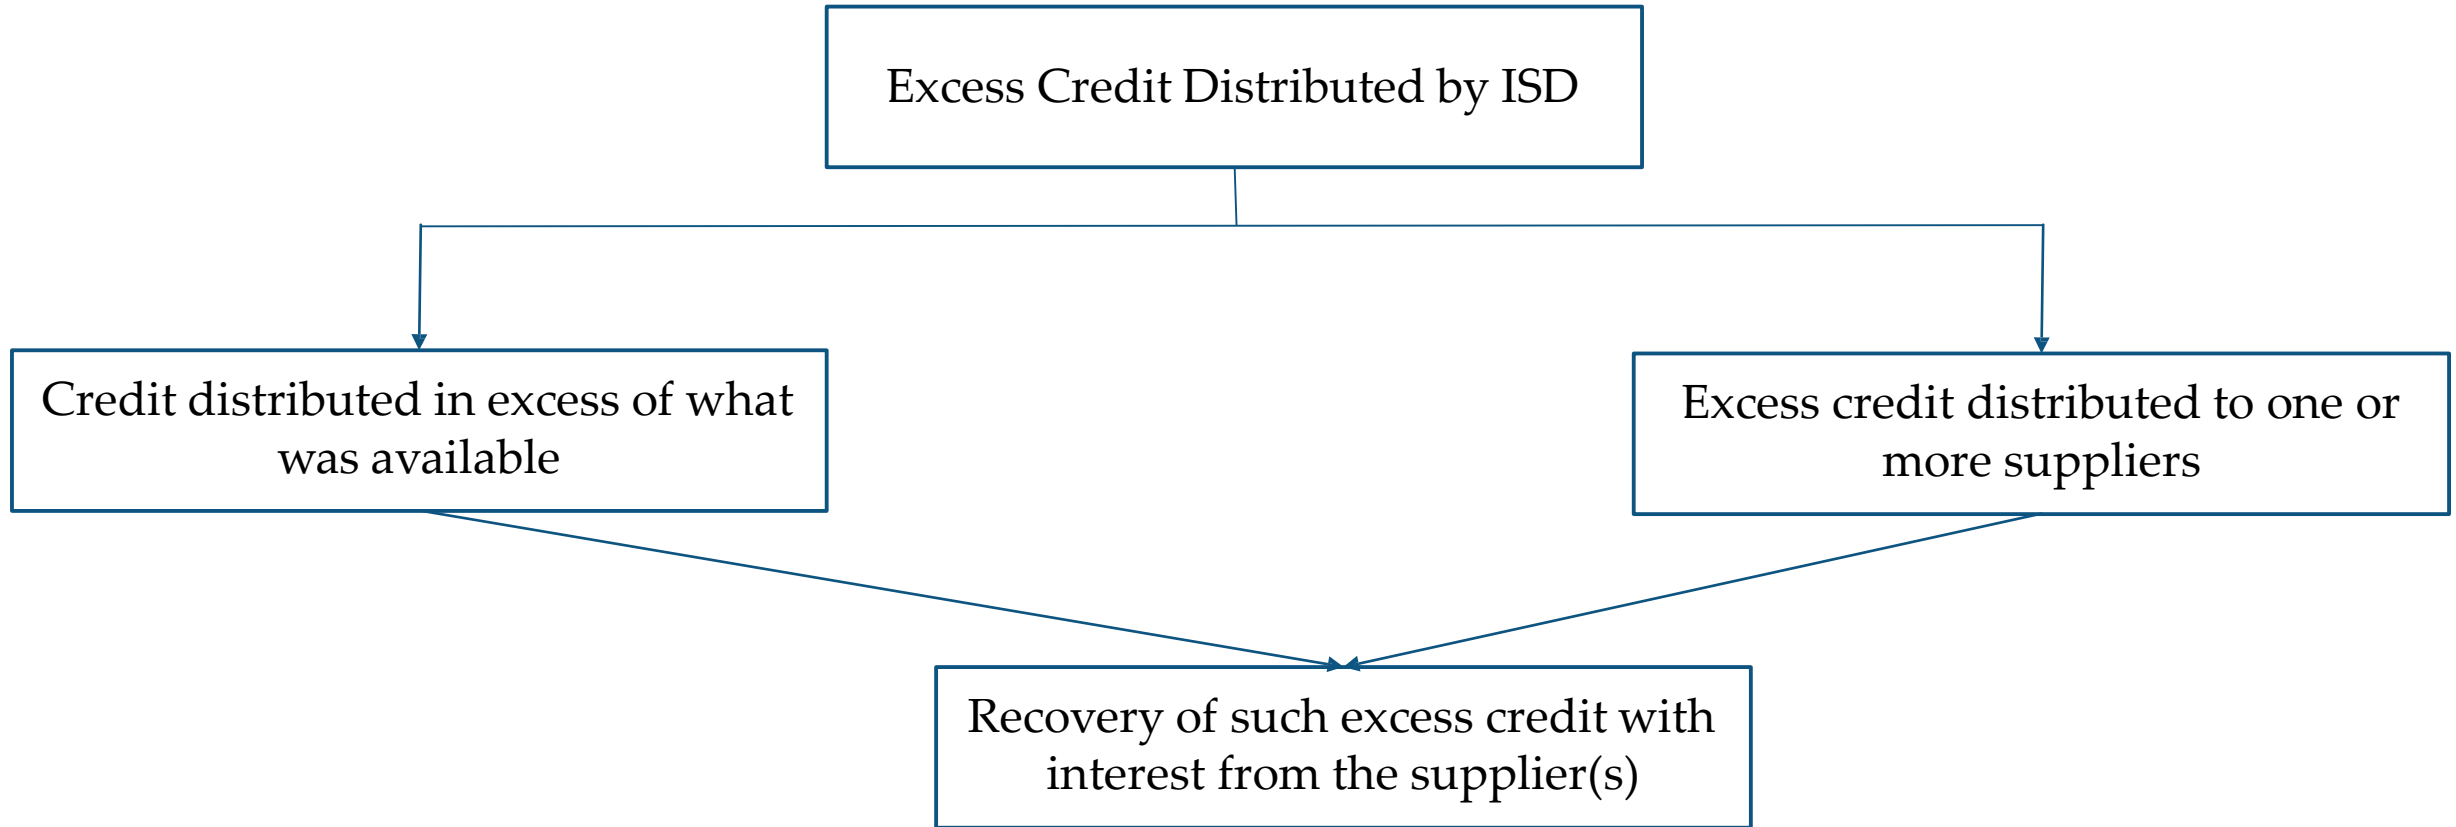 Excess Credit Distributed by ISD
Credit distributed in excess of what
was available
Excess credit distributed to one or
more suppliers
Recovery of such excess credit with
interest from the supplier(s)